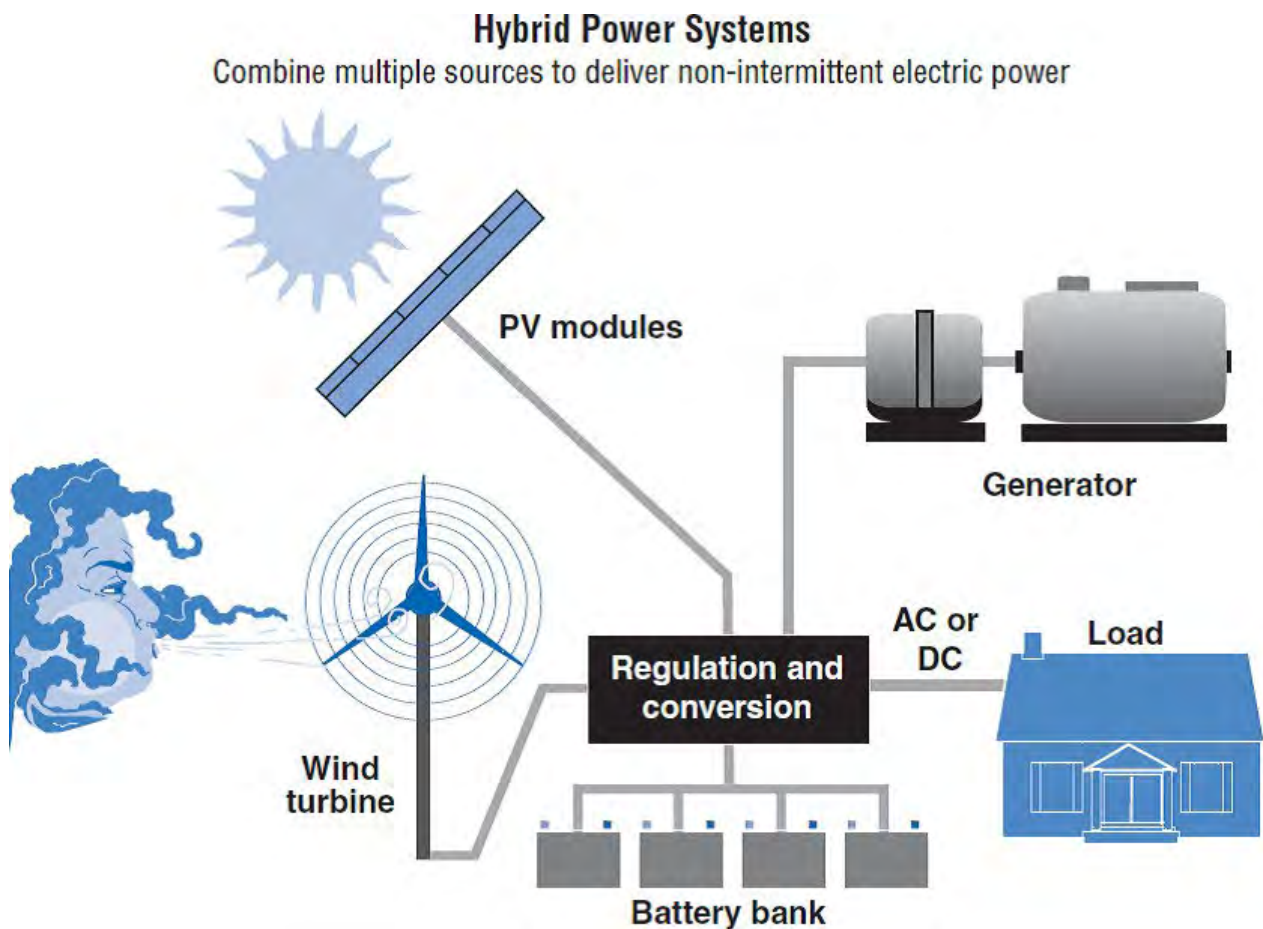 Hybrid Power Systems
Combine multiple sources to deliver non-intermittent electric power
PV modules
Generator
AC or
DC
Load
Regulation and
conversion
Wind
turbine
Battery bank